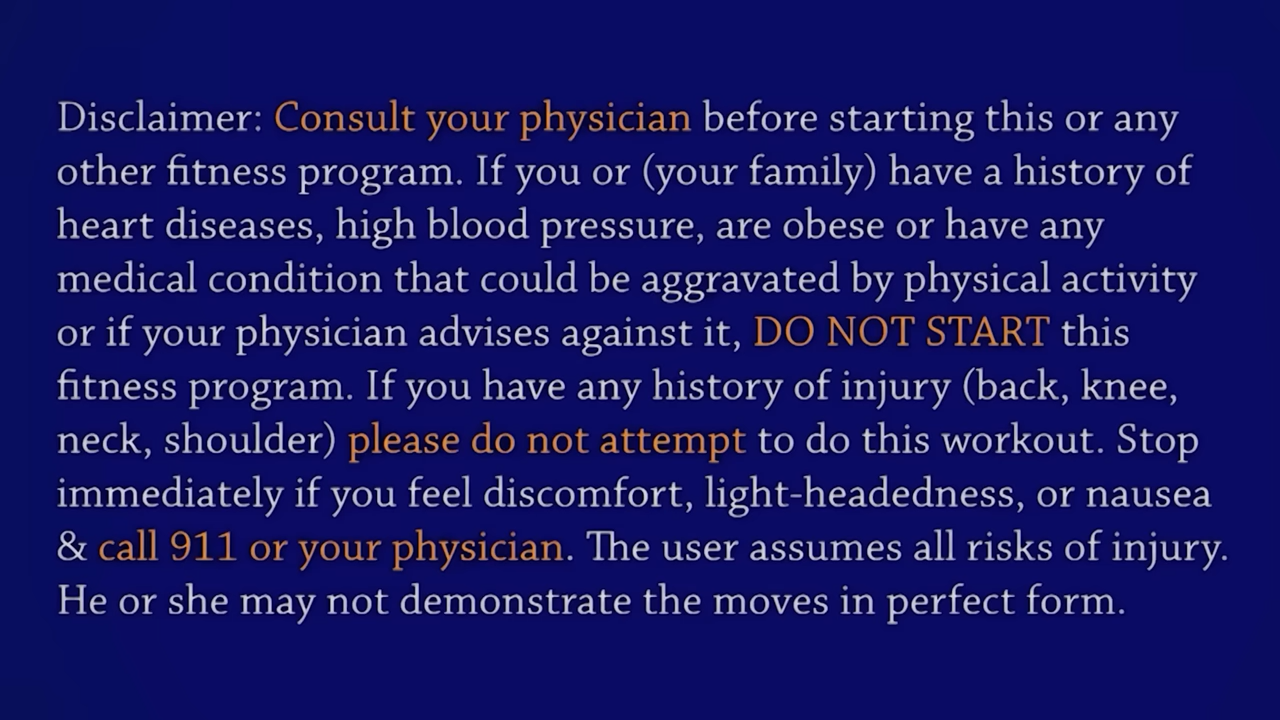 Disclaimer: Consult your physician before starting this or any
other fitness program. If you or (your family) have a history of
heart diseases, high blood pressure, are obese or have any
medical condition that could be aggravated by physical activity
or if your physician advises against it, DO NOT START this
fitness program. If you have any history of injury (back, knee,
neck, shoulder) please do not attempt to do this workout. Stop
immediately if you feel discomfort, light-headedness, or nausea
& call 911 or your physician. The user assumes all risks of injury.
He or she may not demonstrate the moves in perfect form.